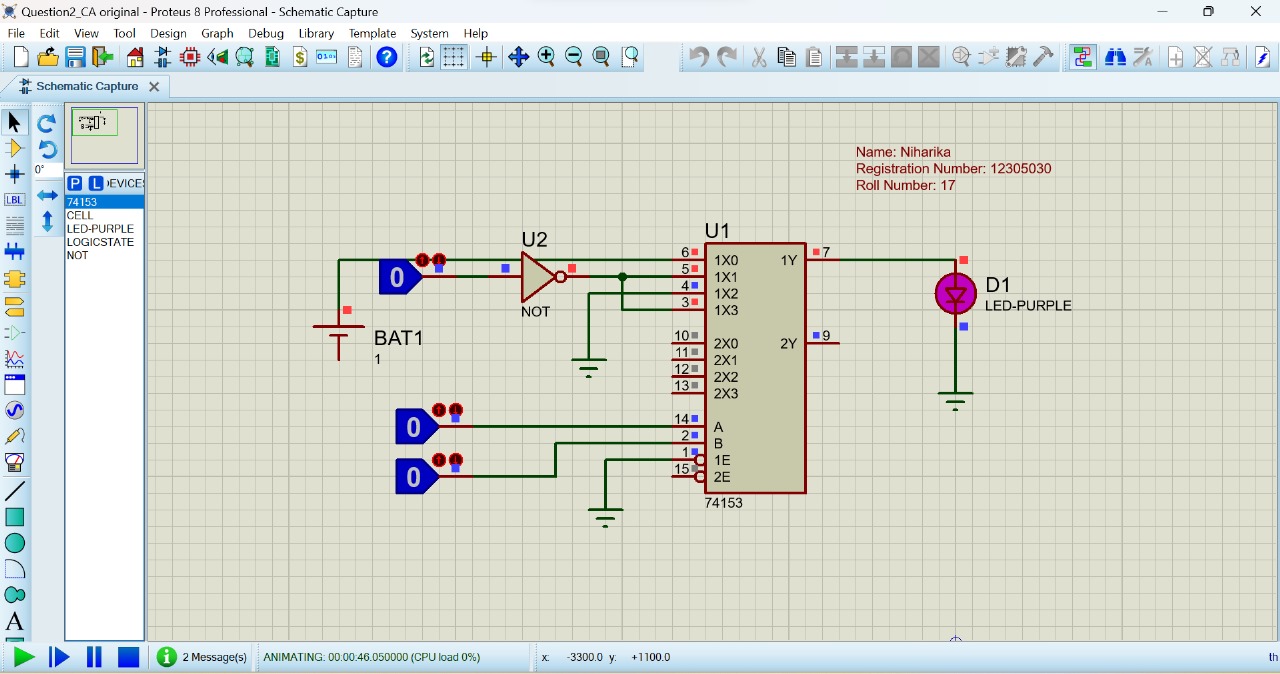 Question2_CA original - Proteus 8 Professional - Schematic Capture
File Edit View Tool Design Graph Debug Library Template System Help
Schematic Capture
0°
P L DEVICES
74153
CELL
LED-PURPLE
LOGICSTATE
NOT
LBL
A
Name: Niharika
Registration Number: 12305030
Roll Number: 17
U2
NOT
0
BAT1
1
0
0
U1
6 1X0 1Y 7
5 1X1
4 1X2
3 1X3
10 2X0 2Y 9
11 2X1
12 2X2
13 2X3
14 A
2 B
1 1E
15 2E
74153
D1
LED-PURPLE
2 Message(s)
ANIMATING: 00:00:46.050000 (CPU load 0%)
x: -3300.0 y: +1100.0
th